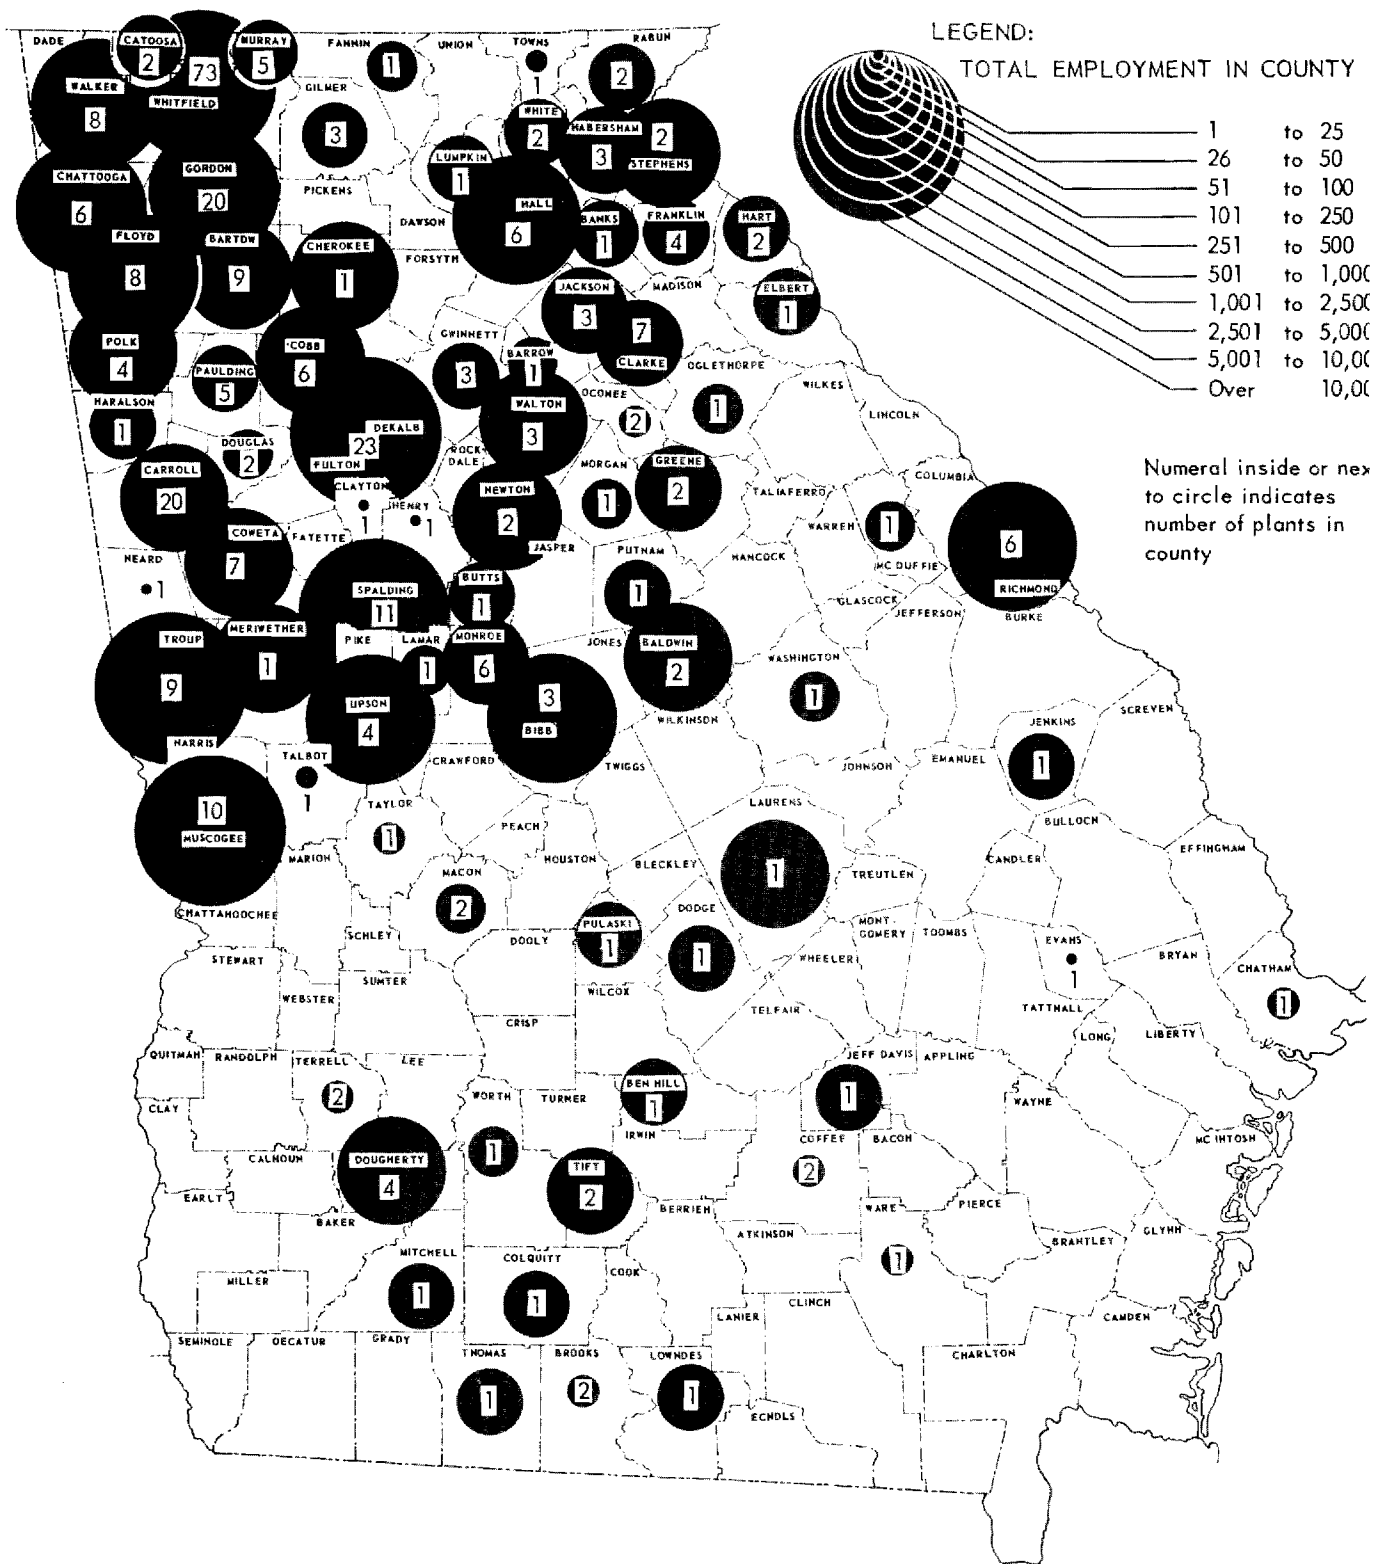 LEGEND:
TOTAL EMPLOYMENT IN COUNTY
1 to 25
26 to 50
51 to 100
101 to 250
251 to 500
501 to 1,000
1,001 to 2,500
2,501 to 5,000
5,001 to 10,00
Over 10,00
Numeral inside or nex
to circle indicates
number of plants in
county
DADE
CATOOSA
2
73
WHITFIELD
MURRAY
5
FANNIN
1
UNION
TOWNS
1
RABUN
2
WALKER
8
GILMER
3
WHITE
2
HABERSHAM
3
2
STEPHENS
LUMPKIN
1
CHATTOOGA
6
GORDON
20
PICKENS
DAWSON
HALL
6
BANKS
1
FRANKLIN
4
HART
2
FLOYD
8
BARTOW
9
CHEROKEE
1
FORSYTH
JACKSON
3
MADISON
ELBERT
1
POLK
4
PAULDING
5
COBB
6
GWINNETT
3
BARROW
1
7
CLARKE
OGLETHORPE
1
WILKES
LINCOLN
HARALSON
1
DOUGLAS
2
DEKALB
23
FULTON
WALTON
3
OCONEE
2
ROCK
DALE
MORGAN
1
GREENE
2
TALIAFERRO
COLUMBIA
CARROLL
20
CLAYTON
1
HENRY
1
NEWTON
2
WARREH
1
MC DUFFIE
6
RICHMOND
COWETA
7
FAYETTE
JASPER
PUTNAM
1
HANCOCK
HEARD
1
SPALDING
11
BUTTS
1
GLASCOCK
JEFFERSON
BURKE
TROUP
9
MERIWETHER
1
PIKE
LAMAR
1
MONROE
6
JONES
BALDWIN
2
WASHINGTON
1
UPSON
4
3
BIBB
WILKINSON
JENKINS
1
SCREVEN
HARRIS
TALBOT
1
CRAWFORD
TWIGGS
JOHNSON
EMANUEL
10
MUSCOGEE
TAYLOR
1
PEACH
LAURENS
1
BULLOCH
MARION
MACON
2
HOUSTON
BLECKLEY
TREUTLEN
CANDLER
EFFINGHAM
CHATTAHOOCHEE
SCHLEY
DOOLY
PULASKI
1
DODGE
1
MONT
GOMERY
TOOMBS
EVAHS
1
BRYAN
CHATHAM
1
STEWART
WEBSTER
SUMTER
WILCOX
WHEELER
TELFAIR
TATTHALL
CRISP
LONG
LIBERTY
QUITMAH
RANDOLPH
TERRELL
2
LEE
JEFF DAVIS
1
APPLING
CLAY
WORTH
1
TURNER
BEN HILL
1
IRWIN
WAYNE
CALHOUN
DOUGHERTY
4
TIFT
2
COFFEE
2
BACOH
MC INTOSH
EARLT
BAKER
BERRIEH
WARE
1
PIERCE
MITCHELL
1
COLQUITT
1
COOK
ATKINSON
BRANTLEY
GLYHH
MILLER
LANIER
CLINCH
CAMDEN
SEMINOLE
DECATUR
GRADY
THOMAS
1
BROOKS
2
LOWNDES
1
CHARLTON
ECHOLS